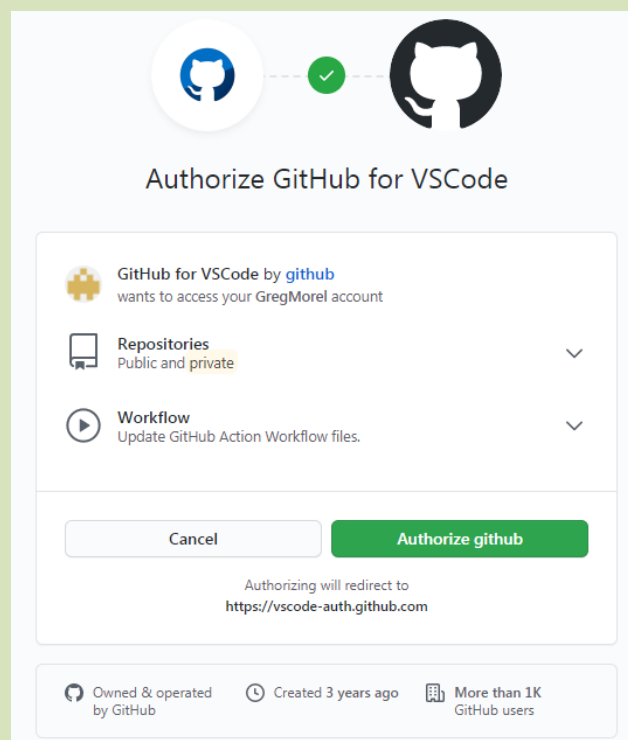 Authorize GitHub for VSCode
GitHub for VSCode by github
wants to access your GregMorel account
Repositories
Public and private
Workflow
Update GitHub Action Workflow files.
Cancel
Authorize github
Authorizing will redirect to
https://vscode-auth.github.com
Owned & operated
by GitHub
Created 3 years ago
More than 1K
GitHub users